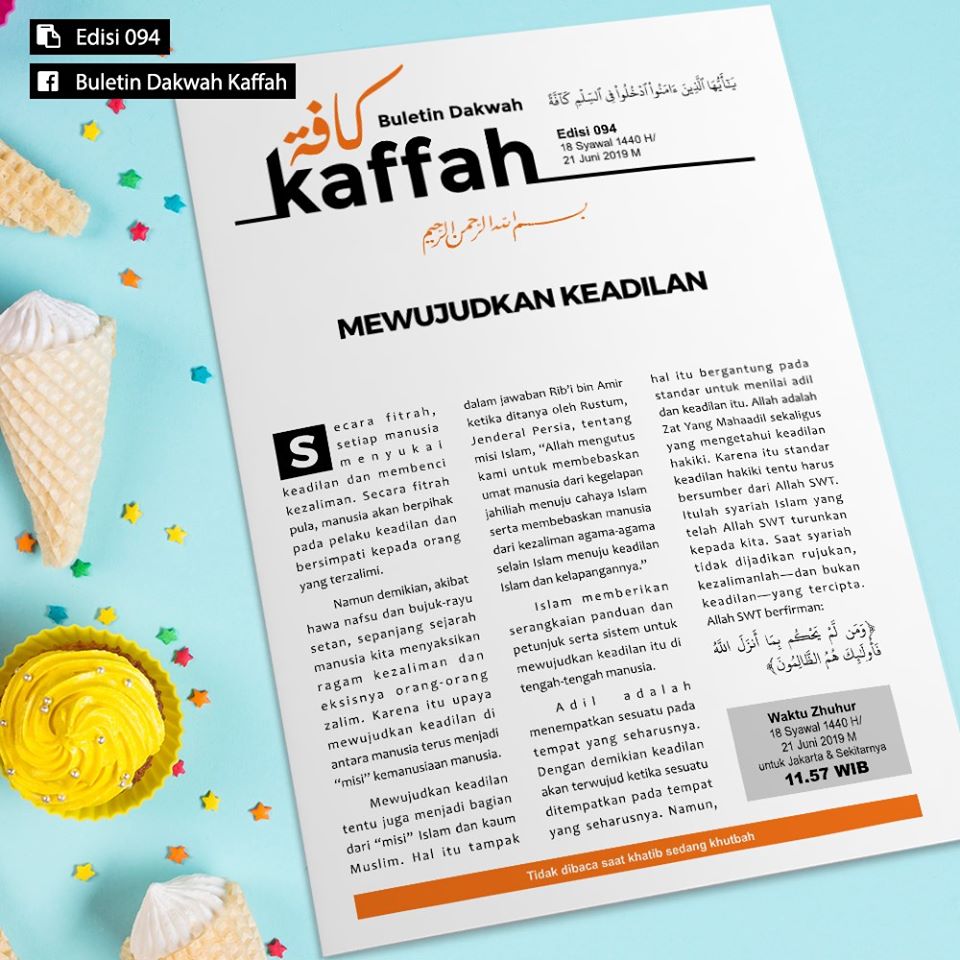 Edisi 094
Buletin Dakwah Kaffah
كافة
Buletin Dakwah
kaffah
يَٰٓأَيُّهَا ٱلَّذِينَ ءَامَنُوا۟ ٱدْخُلُوا۟ فِى ٱلسِّلْمِ كَآفَّةً
Edisi 094
18 Syawal 1440 H/
21 Juni 2019 M
بسم الله الرحمن الرحيم
MEWUJUDKAN KEADILAN
Secara fitrah,
setiap manusia
menyukai
keadilan dan membenci
kezaliman. Secara fitrah
pula, manusia akan berpihak
pada pelaku keadilan dan
bersimpati kepada orang
yang terzalimi.
Namun demikian, akibat
hawa nafsu dan bujuk-rayu
setan, sepanjang sejarah
manusia kita menyaksikan
ragam kezaliman dan
eksisnya orang-orang
zalim. Karena itu upaya
mewujudkan keadilan di
antara manusia terus menjadi
“misi” kemanusiaan manusia.
Mewujudkan keadilan
tentu juga menjadi bagian
dari “misi” Islam dan kaum
Muslim. Hal itu tampak
dalam jawaban Rib’i bin Amir
ketika ditanya oleh Rustum,
Jenderal Persia, tentang
misi Islam, “Allah mengutus
kami untuk membebaskan
umat manusia dari kegelapan
jahiliah menuju cahaya Islam
serta membebaskan manusia
dari kezaliman agama-agama
selain Islam menuju keadilan
Islam dan kelapangannya.”
Islam memberikan
serangkaian panduan dan
petunjuk serta sistem untuk
mewujudkan keadilan itu di
tengah-tengah manusia.
Adil adalah
menempatkan sesuatu pada
tempat yang seharusnya.
Dengan demikian keadilan
akan terwujud ketika sesuatu
ditempatkan pada tempat
yang seharusnya. Namun,
hal itu bergantung pada
standar untuk menilai adil
dan keadilan itu. Allah adalah
Zat Yang Mahaadil sekaligus
yang mengetahui keadilan
hakiki. Karena itu standar
keadilan hakiki tentu harus
bersumber dari Allah SWT.
Itulah syariah Islam yang
telah Allah SWT turunkan
kepada kita. Saat syariah
tidak dijadikan rujukan,
kezalimanlah—dan bukan
keadilan—yang tercipta.
Allah SWT berfirman:
﴿وَمَن لَّمْ يَحْكُم بِمَا أَنزَلَ اللَّهُ
فَأُولَٰئِكَ هُمُ الظَّالِمُونَ﴾
Waktu Zhuhur
18 Syawal 1440 H/
21 Juni 2019 M
untuk Jakarta & Sekitarnya
11.57 WIB
Tidak dibaca saat khatib sedang khutbah